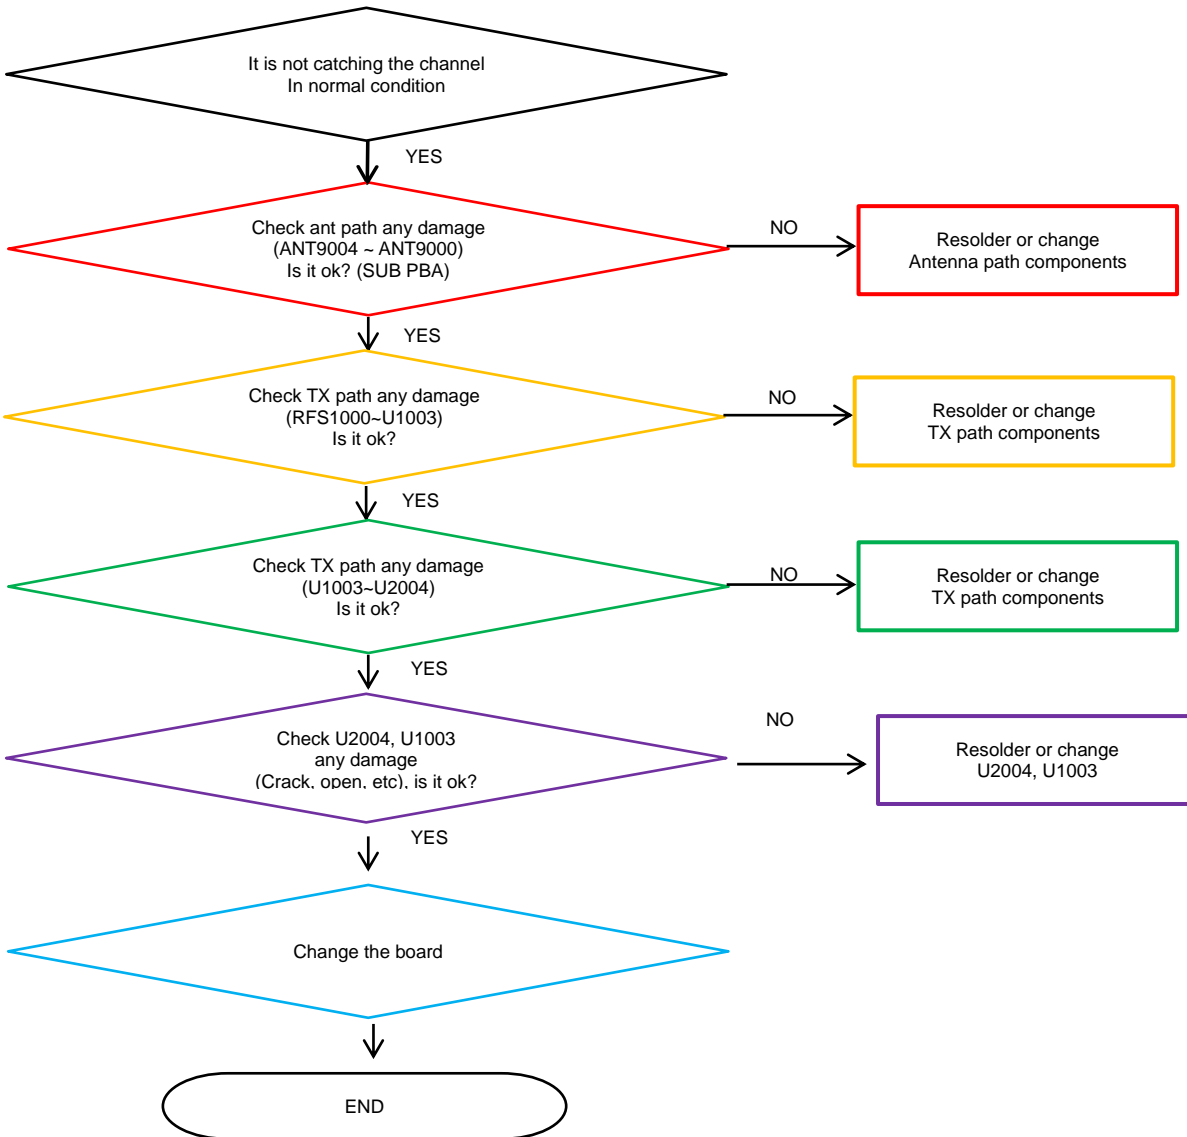 It is not catching the channel
In normal condition
YES
Check ant path any damage
(ANT9004 ~ ANT9000)
Is it ok? (SUB PBA)
NO
Resolder or change
Antenna path components
YES
Check TX path any damage
(RFS1000~U1003)
Is it ok?
NO
Resolder or change
TX path components
YES
Check TX path any damage
(U1003~U2004)
Is it ok?
NO
Resolder or change
TX path components
YES
Check U2004, U1003
any damage
(Crack, open, etc), is it ok?
NO
Resolder or change
U2004, U1003
YES
Change the board
END